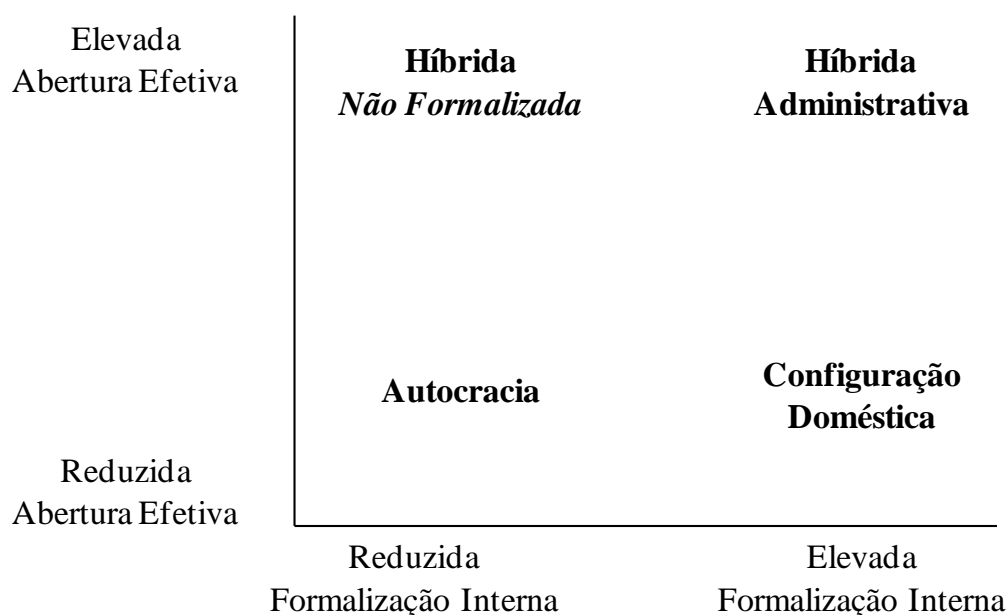 Elevada
Abertura Efetiva
Híbrida
Não Formalizada
Híbrida
Administrativa
Autocracia
Configuração
Doméstica
Reduzida
Abertura Efetiva
Reduzida
Formalização Interna
Elevada
Formalização Interna